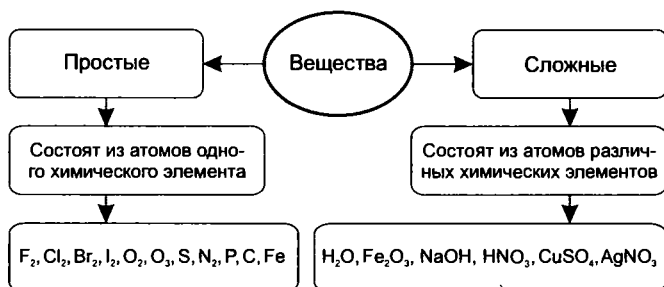 Вещества
Простые
Состоят из атомов одно-
го химического элемента
F₂, Cl₂, Br₂, I₂, O₂, O₃, S, N₂, P, C, Fe
Сложные
Состоят из атомов различ-
ных химических элементов
H₂O, Fe₂O₃, NaOH, HNO₃, CuSO₄, AgNO₃